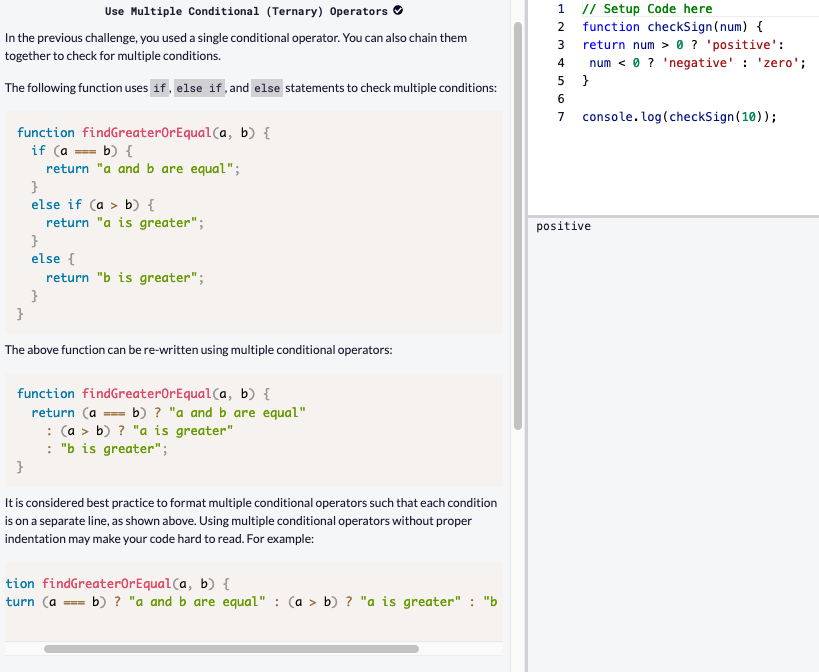 Use Multiple Conditional (Ternary) Operators
In the previous challenge, you used a single conditional operator. You can also chain them
together to check for multiple conditions.
The following function uses if, else if, and else statements to check multiple conditions:
function findGreaterOrEqual(a, b) {
  if (a === b) {
    return "a and b are equal";
  }
  else if (a > b) {
    return "a is greater";
  }
  else {
    return "b is greater";
  }
}
The above function can be re-written using multiple conditional operators:
function findGreaterOrEqual(a, b) {
  return (a === b) ? "a and b are equal"
    : (a > b) ? "a is greater"
    : "b is greater";
}
It is considered best practice to format multiple conditional operators such that each condition
is on a separate line, as shown above. Using multiple conditional operators without proper
indentation may make your code hard to read. For example:
tion findGreaterOrEqual(a, b) {
turn (a === b) ? "a and b are equal" : (a > b) ? "a is greater" : "b
1 // Setup Code here
2 function checkSign(num) {
3 return num > 0 ? 'positive':
4  num < 0 ? 'negative' : 'zero';
5 }
6
7 console.log(checkSign(10));
positive